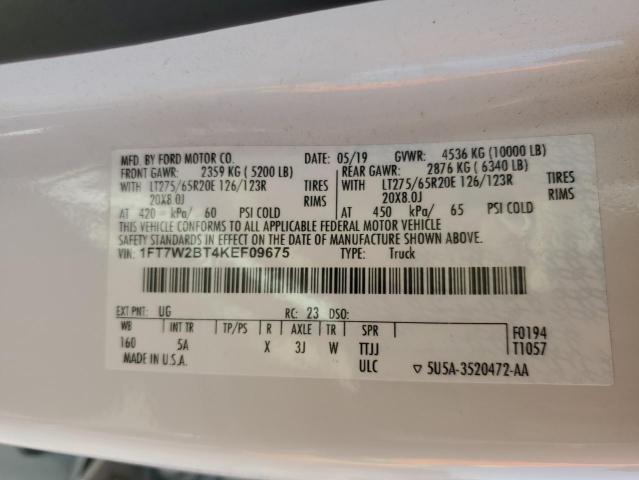 MFD. BY FORD MOTOR CO. DATE: 05/19 GVWR: 4536 KG (10000 LB)
FRONT GAWR: 2359 KG (5200 LB) REAR GAWR: 2876 KG (6340 LB)
WITH LT275/65R20E 126/123R TIRES WITH LT275/65R20E 126/123R TIRES
20X8.0J RIMS 20X8.0J RIMS
AT 420 kPa/ 60 PSI COLD AT 450 kPa/ 65 PSI COLD
THIS VEHICLE CONFORMS TO ALL APPLICABLE FEDERAL MOTOR VEHICLE
SAFETY STANDARDS IN EFFECT ON THE DATE OF MANUFACTURE SHOWN ABOVE.
VIN: 1FT7W2BT4KEF09675 TYPE: Truck
EXT PNT: UG RC: 23 DSO:
WB INT TR TP/PS R AXLE TR SPR F0194
160 5A X 3J W TTJJ T1057
MADE IN U.S.A. ULC ▽ 5U5A-3520472-AA